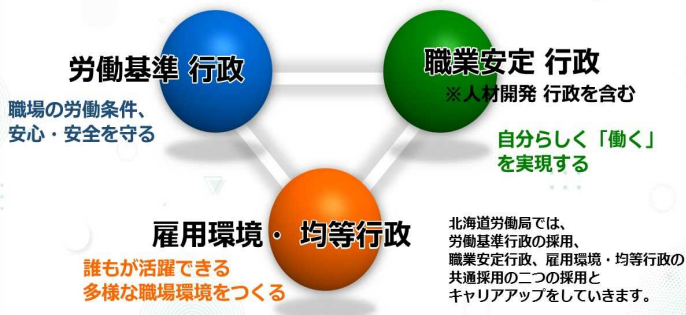 労働基準 行政
職場の労働条件、
安心・安全を守る
職業安定 行政
※人材開発 行政を含む
自分らしく「働く」
を実現する
雇用環境・ 均等行政
誰もが活躍できる
多様な職場環境をつくる
北海道労働局では、
労働基準行政の採用、
職業安定行政、雇用環境・均等行政の
共通採用の二つの採用と
キャリアアップをしていきます。